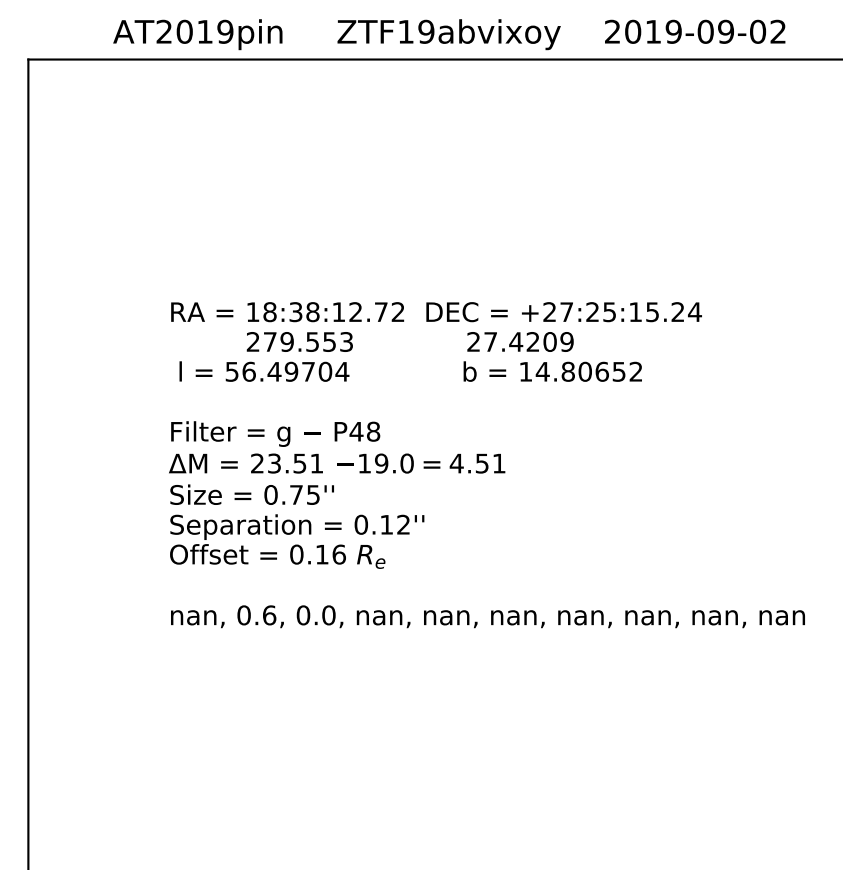 AT2019pin ZTF19abvixoy 2019-09-02
RA = 18:38:12.72 DEC = +27:25:15.24
279.553 27.4209
l = 56.49704 b = 14.80652
Filter = g − P48
ΔM = 23.51 −19.0 = 4.51
Size = 0.75''
Separation = 0.12''
Offset = 0.16 Re
nan, 0.6, 0.0, nan, nan, nan, nan, nan, nan, nan